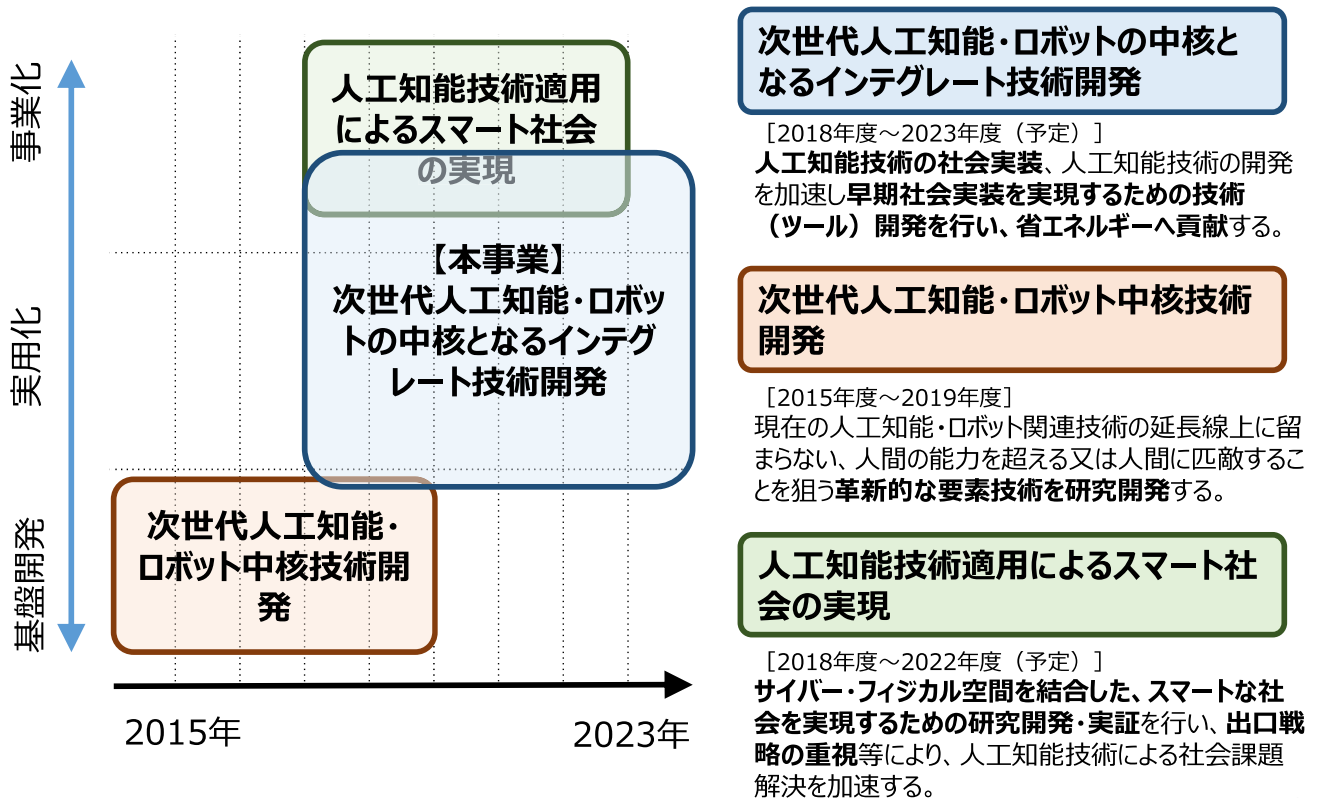 事業化
実用化
基盤開発
人工知能技術適用
によるスマート社会
の実現
【本事業】
次世代人工知能・ロボッ
トの中核となるインテグ
レート技術開発
次世代人工知能・
ロボット中核技術開
発
2015年
2023年
次世代人工知能・ロボットの中核と
なるインテグレート技術開発
［2018年度～2023年度（予定）］
人工知能技術の社会実装、人工知能技術の開発
を加速し早期社会実装を実現するための技術
（ツール）開発を行い、省エネルギーへ貢献する。
次世代人工知能・ロボット中核技術
開発
［2015年度～2019年度］
現在の人工知能・ロボット関連技術の延長線上に留
まらない、人間の能力を超える又は人間に匹敵するこ
とを狙う革新的な要素技術を研究開発する。
人工知能技術適用によるスマート社
会の実現
［2018年度～2022年度（予定）］
サイバー・フィジカル空間を結合した、スマートな社
会を実現するための研究開発・実証を行い、出口戦
略の重視等により、人工知能技術による社会課題
解決を加速する。